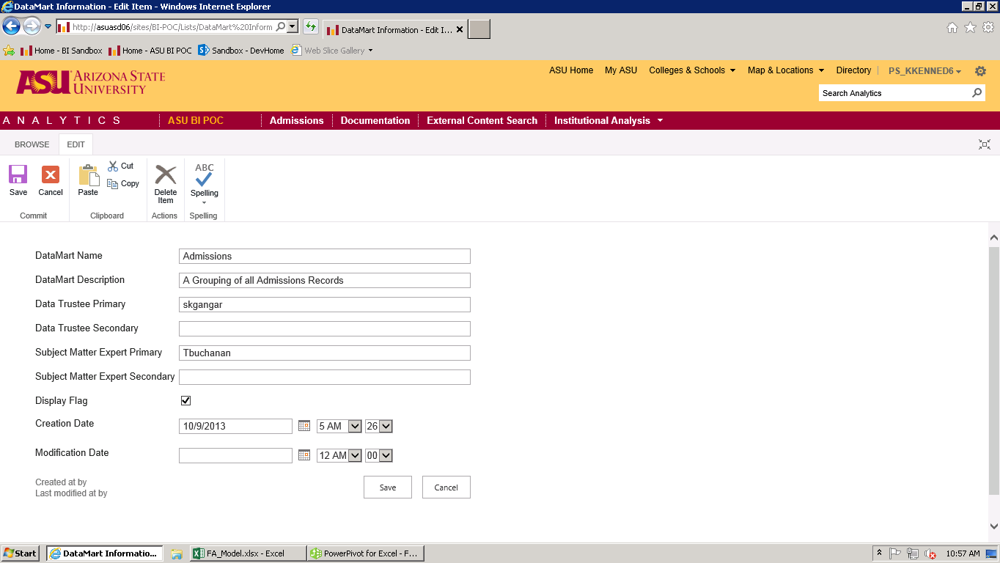 DataMart Information - Edit Item - Windows Internet Explorer
http://asuasd06/sites/BI-POC/Lists/DataMart%20Inform
DataMart Information - Edit I...
Home - BI Sandbox
Home - ASU BI POC
Sandbox - DevHome
Web Slice Gallery
ASU ARIZONA STATE UNIVERSITY
ASU Home My ASU Colleges & Schools Map & Locations Directory PS_KKENNED6
Search Analytics
ANALYTICS ASU BI POC Admissions Documentation External Content Search Institutional Analysis
BROWSE EDIT
Save Cancel Paste Cut Copy Delete Item ABC Spelling
Commit Clipboard Actions Spelling
DataMart Name Admissions
DataMart Description A Grouping of all Admissions Records
Data Trustee Primary skgangar
Data Trustee Secondary
Subject Matter Expert Primary Tbuchanan
Subject Matter Expert Secondary
Display Flag
Creation Date 10/9/2013 5 AM 26
Modification Date 12 AM 00
Created at by
Last modified at by
Save Cancel
Start DataMart Informatio... FA_Model.xlsx - Excel PowerPivot for Excel - F... 10:57 AM